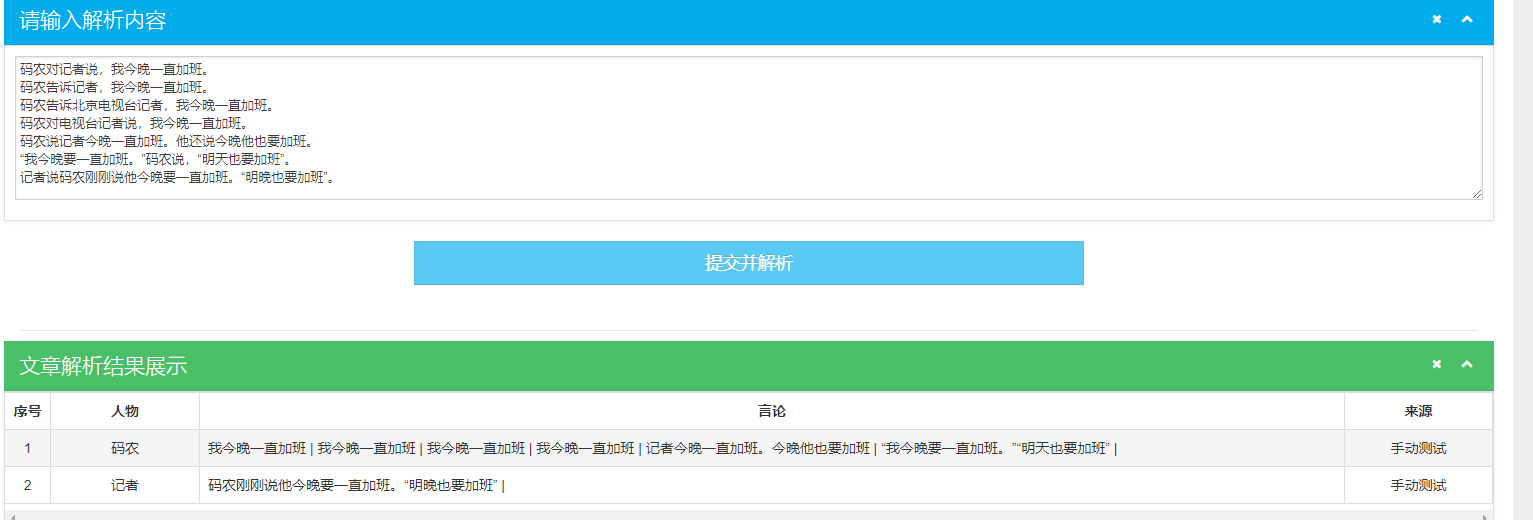 请输入解析内容
码农对记者说，我今晚一直加班。
码农告诉记者，我今晚一直加班。
码农告诉北京电视台记者，我今晚一直加班。
码农对电视台记者说，我今晚一直加班。
码农说记者今晚一直加班。他还说今晚他也要加班。
“我今晚要一直加班。”码农说，“明天也要加班”。
记者说码农刚刚说他今晚要一直加班。“明晚也要加班”。
提交并解析
文章解析结果展示
序号 人物 言论 来源
1 码农 我今晚一直加班 | 我今晚一直加班 | 我今晚一直加班 | 我今晚一直加班 | 记者今晚一直加班。今晚他也要加班 | “我今晚要一直加班。”“明天也要加班” | 手动测试
2 记者 码农刚刚说他今晚要一直加班。“明晚也要加班” | 手动测试